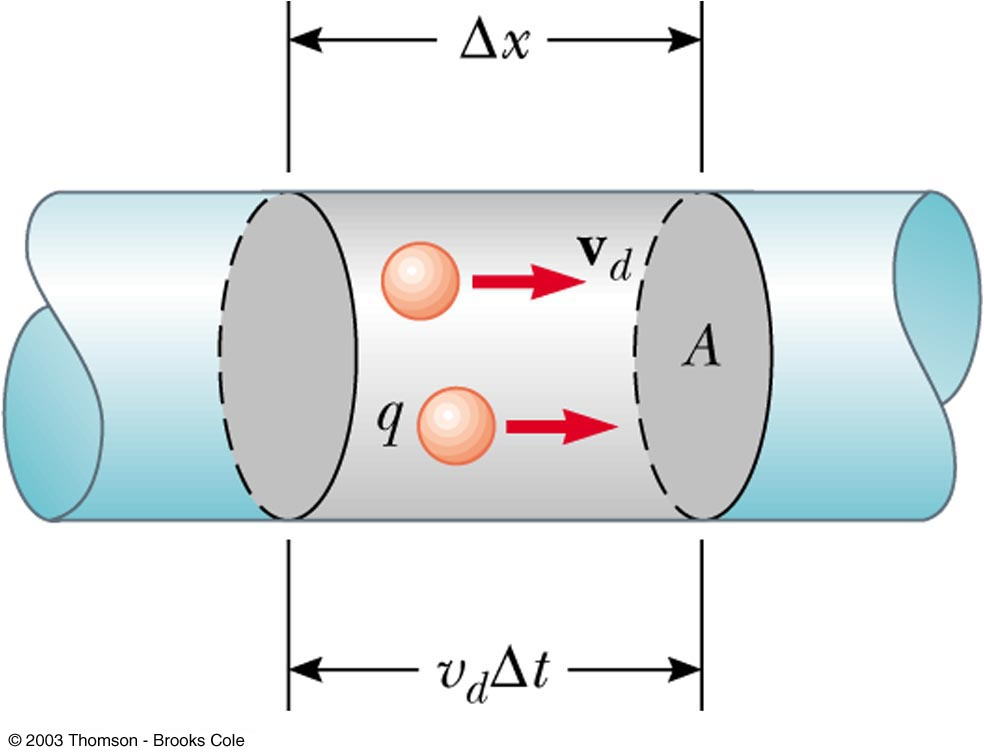 Δx
v_d
A
q
v_dΔt
© 2003 Thomson - Brooks Cole